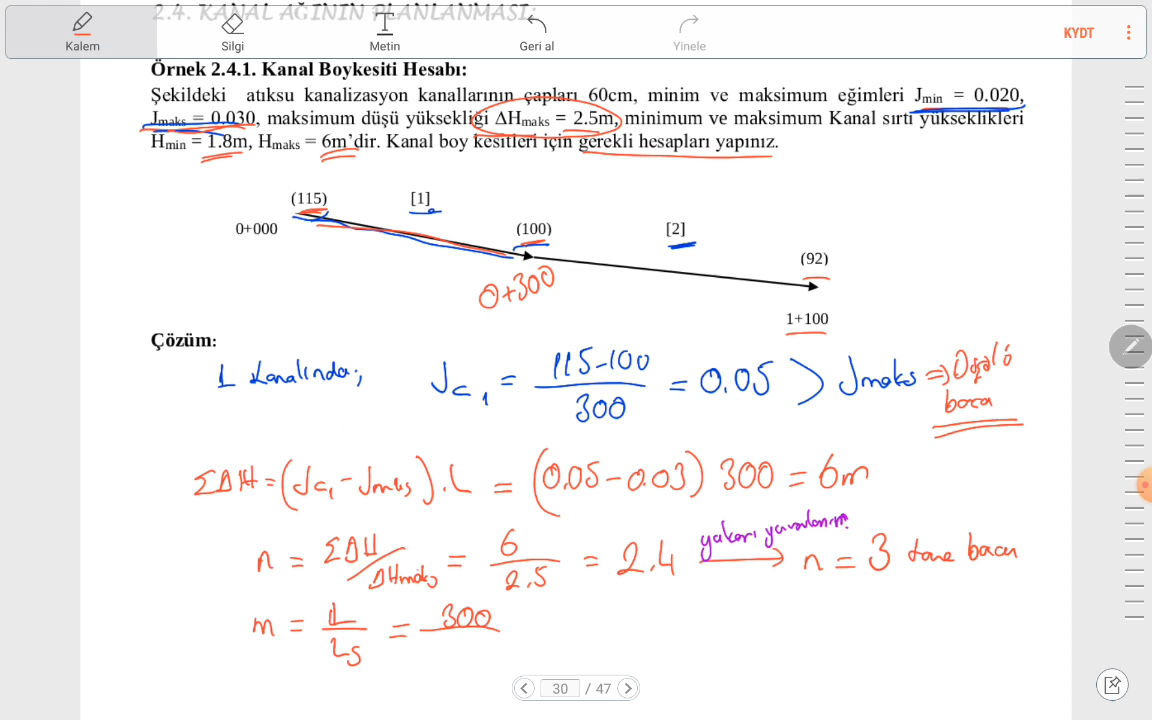 2.4. KANAL AĞININ PLANLANMASI:
Kalem
Silgi
Metin
Geri al
Yinele
KYDT
Örnek 2.4.1. Kanal Boykesiti Hesabı:
Şekildeki atıksu kanalizasyon kanallarının çapları 60cm, minim ve maksimum eğimleri Jmin = 0.020,
Jmaks = 0.030, maksimum düşü yüksekliği ΔHmaks = 2.5m, minimum ve maksimum Kanal sırtı yükseklikleri
Hmin = 1.8m, Hmaks = 6m'dir. Kanal boy kesitleri için gerekli hesapları yapınız.
(115) [1]
0+000 (100) [2]
(92)
0+300
1+100
Çözüm:
1 kanalında; Jc1 = 115-100 / 300 = 0.05 > Jmaks => Düşülü
baca
ΣΔH = (Jc1 - Jmaks).L = (0.05-0.03) 300 = 6m
n = ΣΔH / ΔHmaks = 6 / 2.5 = 2.4 yukarı yuvarlanır. → n = 3 tane baca
m = L / Ls = 300
30 / 47